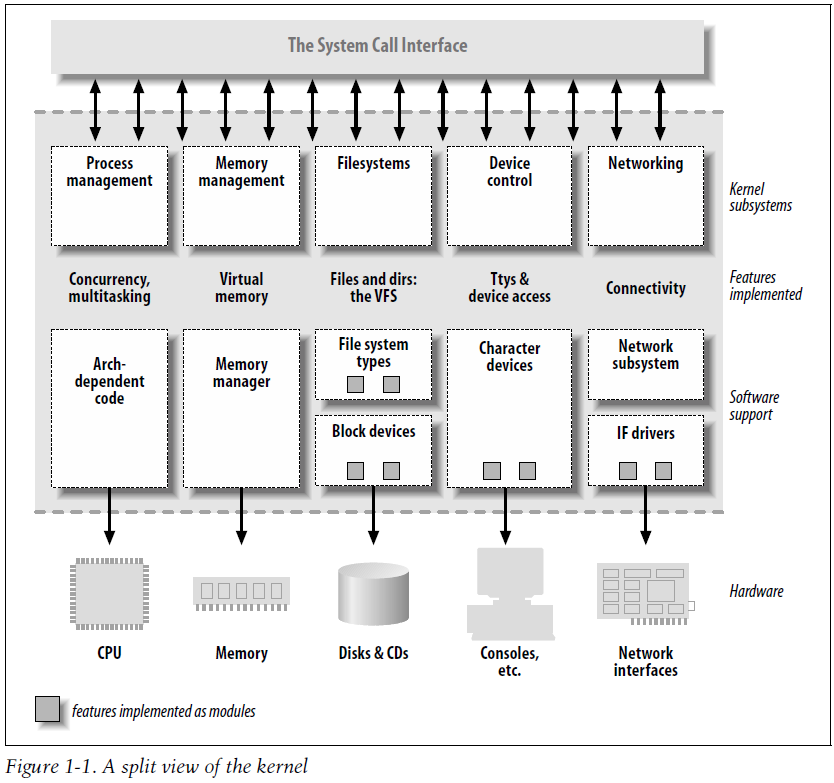 The System Call Interface
Process
management
Memory
management
Filesystems
Device
control
Networking
Kernel
subsystems
Concurrency,
multitasking
Virtual
memory
Files and dirs:
the VFS
Ttys &
device access
Connectivity
Features
implemented
Arch-
dependent
code
Memory
manager
File system
types
Block devices
Character
devices
Network
subsystem
IF drivers
Software
support
Hardware
CPU
Memory
Disks & CDs
Consoles,
etc.
Network
interfaces
features implemented as modules
Figure 1-1. A split view of the kernel